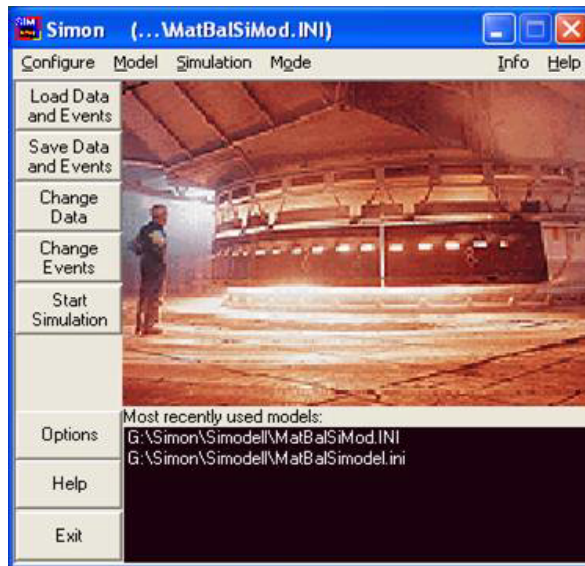 Simon (...\MatBalSiMod.INI)
Configure Model Simulation Mode Info Help
Load Data
and Events
Save Data
and Events
Change
Data
Change
Events
Start
Simulation
Options
Help
Exit
Most recently used models:
G:\Simon\Simodell\MatBalSiMod.INI
G:\Simon\Simodell\MatBalSimodel.ini